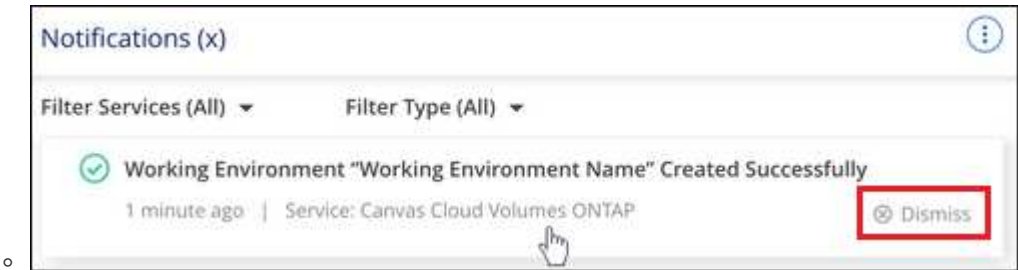 Notifications (x)
Filter Services (All) Filter Type (All)
Working Environment “Working Environment Name” Created Successfully
1 minute ago | Service: Canvas Cloud Volumes ONTAP Dismiss